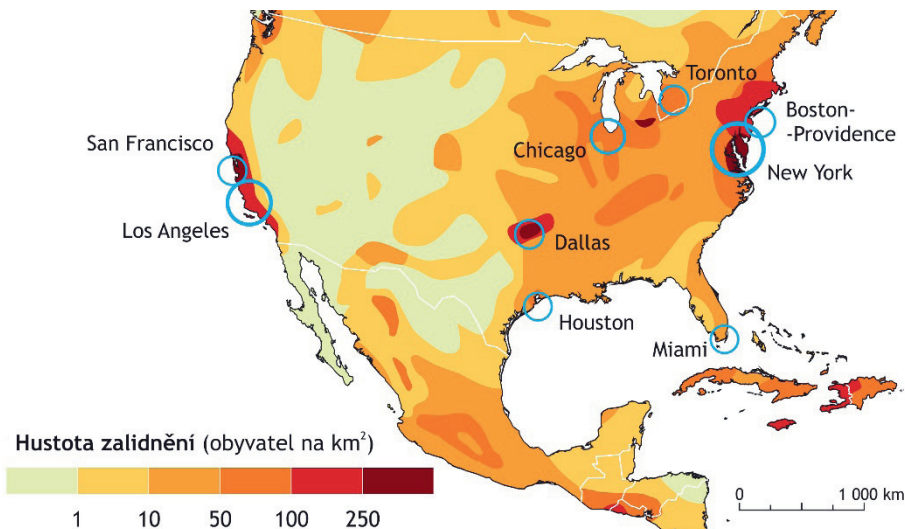 Toronto
Boston-
-Providence
San Francisco
Chicago
New York
Los Angeles
Dallas
Houston
Miami
Hustota zalidnění (obyvatel na km²)
1 10 50 100 250
0 1 000 km